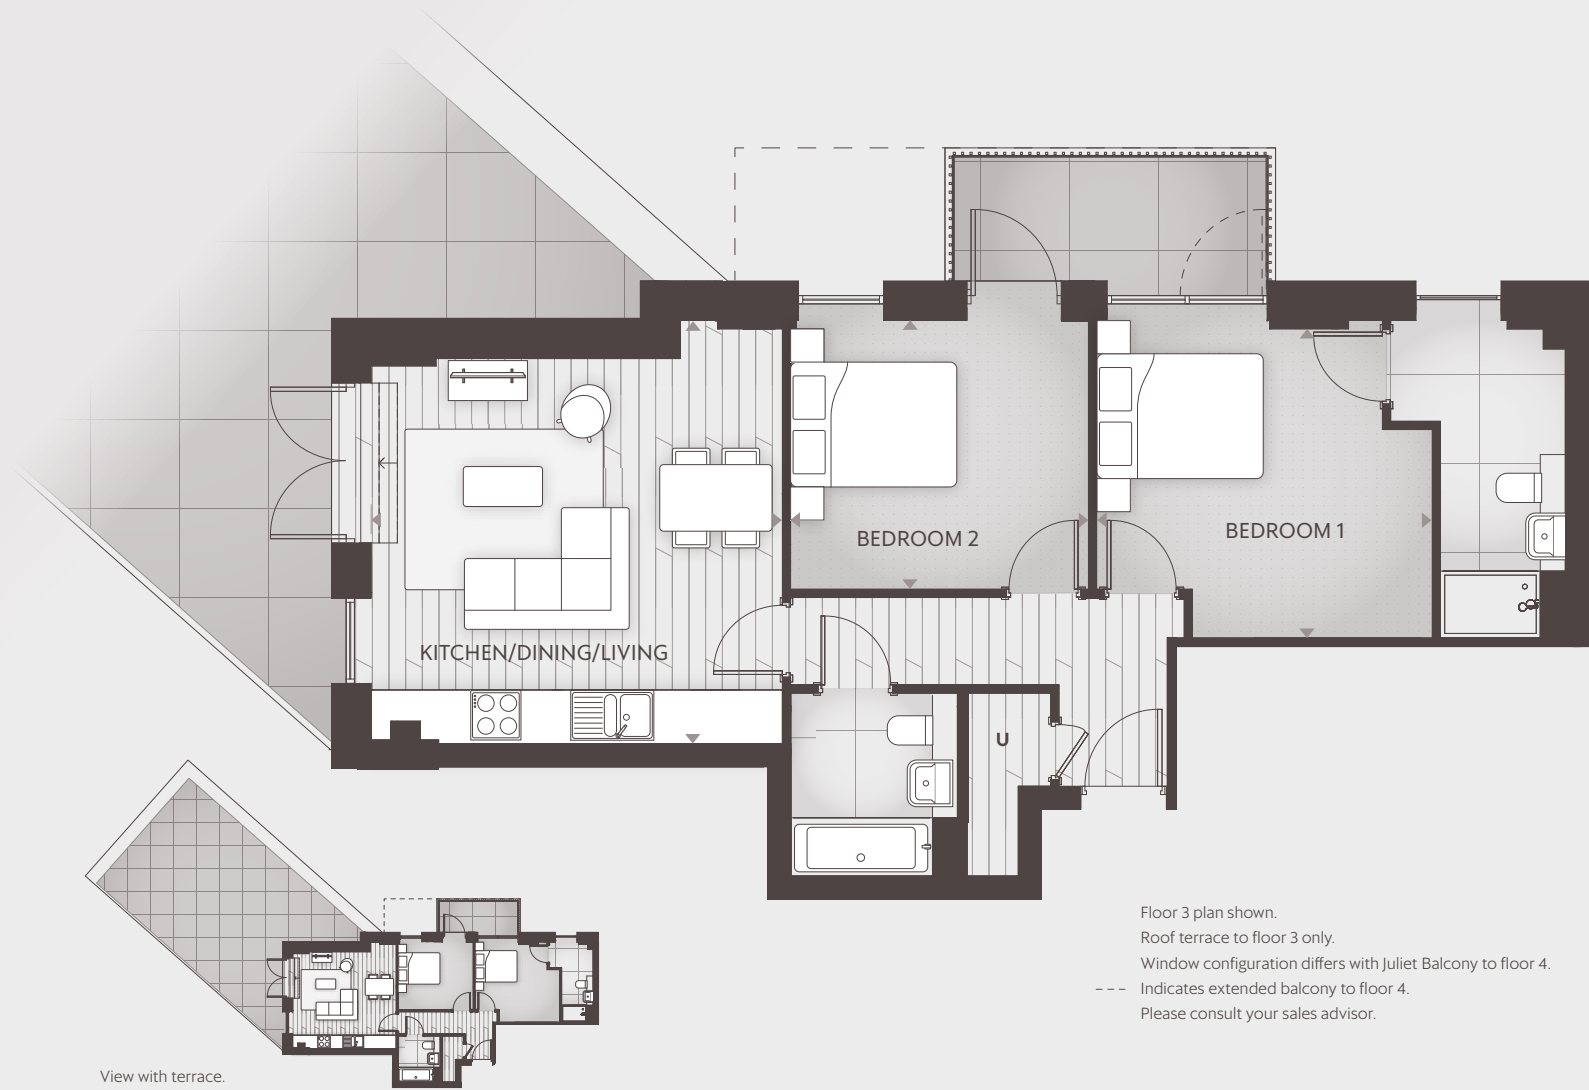 BEDROOM 2
BEDROOM 1
KITCHEN/DINING/LIVING
U
Floor 3 plan shown.
Roof terrace to floor 3 only.
Window configuration differs with Juliet Balcony to floor 4.
--- Indicates extended balcony to floor 4.
Please consult your sales advisor.
View with terrace.